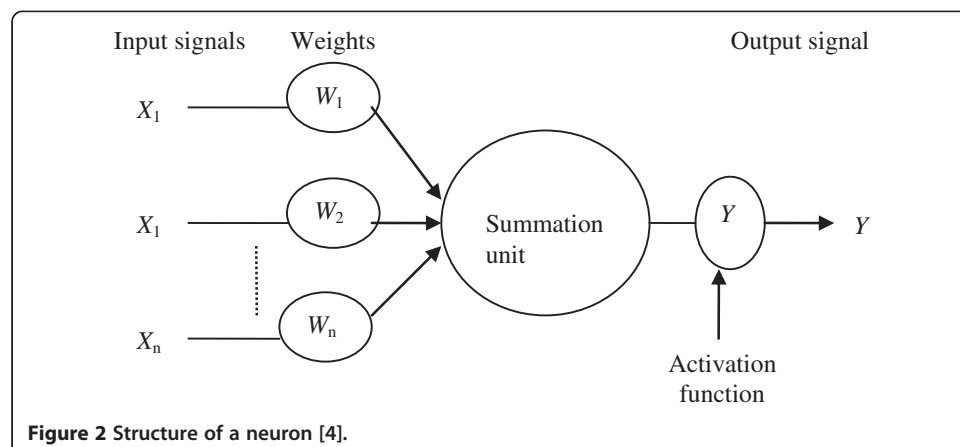 Input signals Weights Output signal
X1 W1
X1 W2 Summation unit Y Y
Xn Wn
Activation
function
Figure 2 Structure of a neuron [4].